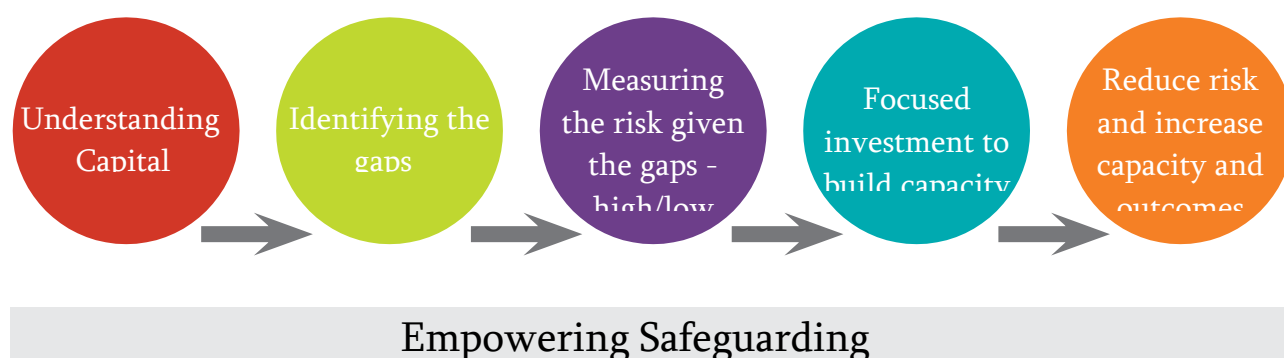 Understanding
Capital
Identifying the
gaps
Measuring
the risk given
the gaps -
high/low
Focused
investment to
build capacity
Reduce risk
and increase
capacity and
outcomes
Empowering Safeguarding